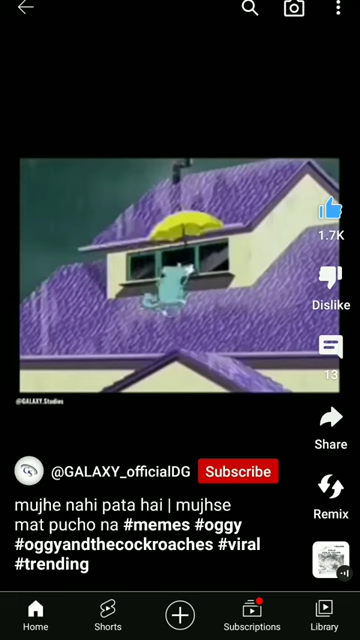 1.7K
Dislike
13
Share
Remix
@GALAXY.Studios
@GALAXY_officialDG Subscribe
mujhe nahi pata hai | mujhse
mat pucho na #memes #oggy
#oggyandthecockroaches #viral
#trending
Home Shorts Subscriptions Library